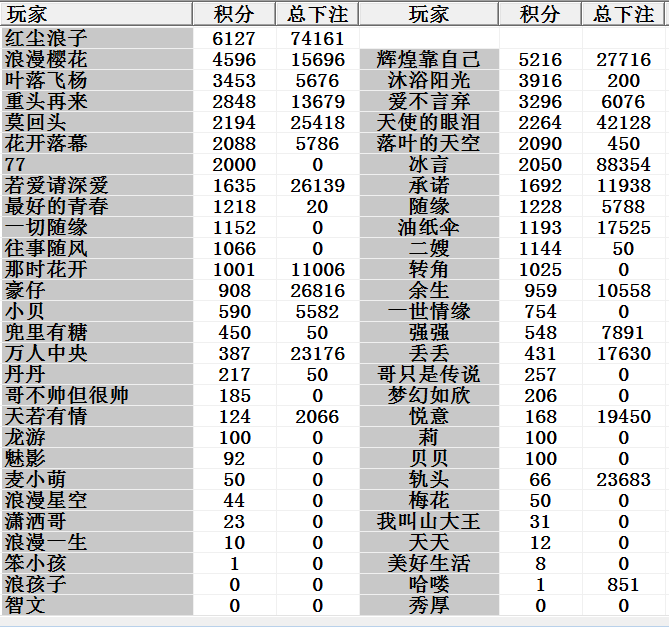 玩家 积分 总下注 玩家 积分 总下注
红尘浪子 6127 74161
浪漫樱花 4596 15696 辉煌靠自己 5216 27716
叶落飞杨 3453 5676 沐浴阳光 3916 200
重头再来 2848 13679 爱不言弃 3296 6076
莫回头 2194 25418 天使的眼泪 2264 42128
花开落幕 2088 5786 落叶的天空 2090 450
77 2000 0 冰言 2050 88354
若爱请深爱 1635 26139 承诺 1692 11938
最好的青春 1218 20 随缘 1228 5788
一切随缘 1152 0 油纸伞 1193 17525
往事随风 1066 0 二嫂 1144 50
那时花开 1001 11006 转角 1025 0
豪仔 908 26816 余生 959 10558
小贝 590 5582 一世情缘 754 0
兜里有糖 450 50 强强 548 7891
万人中央 387 23176 丢丢 431 17630
丹丹 217 50 哥只是传说 257 0
哥不帅但很帅 185 0 梦幻如欣 206 0
天若有情 124 2066 悦意 168 19450
龙游 100 0 莉 100 0
魅影 92 0 贝贝 100 0
麦小萌 50 0 轨头 66 23683
浪漫星空 44 0 梅花 50 0
潇洒哥 23 0 我叫山大王 31 0
浪漫一生 10 0 天天 12 0
笨小孩 1 0 美好生活 8 0
浪孩子 0 0 哈喽 1 851
智文 0 0 秀厚 0 0